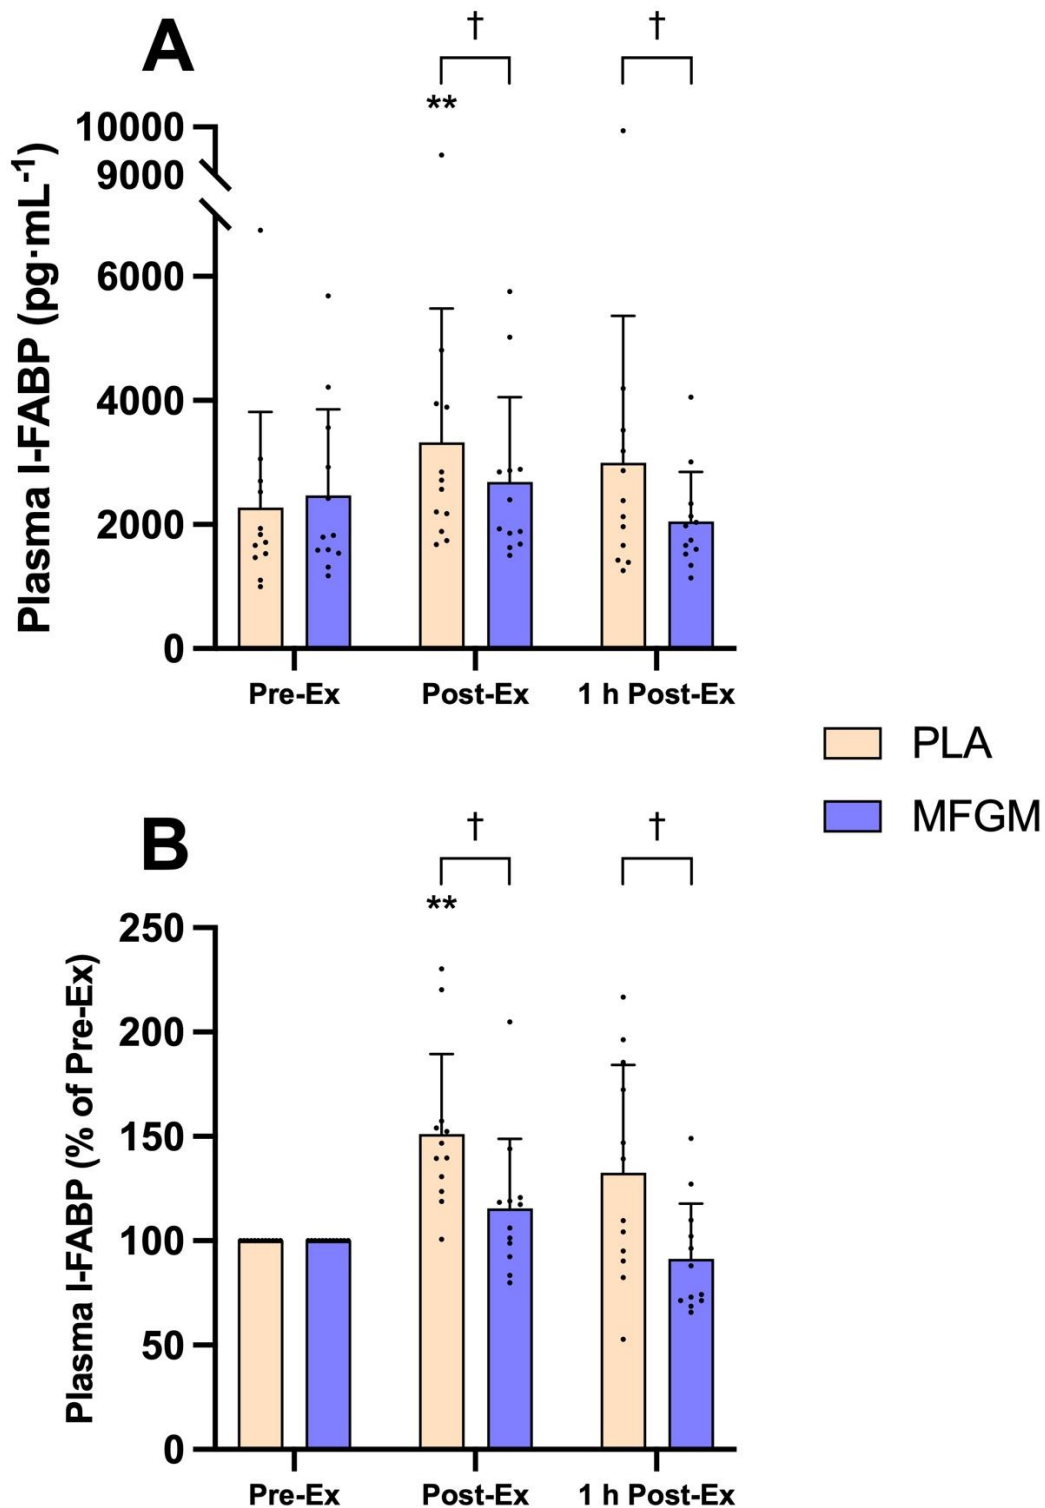 A
†
†
**
Plasma I-FABP (pg·mL⁻¹)
10000
9000
6000
4000
2000
0
Pre-Ex Post-Ex 1 h Post-Ex
PLA
MFGM
B
†
†
**
Plasma I-FABP (% of Pre-Ex)
250
200
150
100
50
0
Pre-Ex Post-Ex 1 h Post-Ex